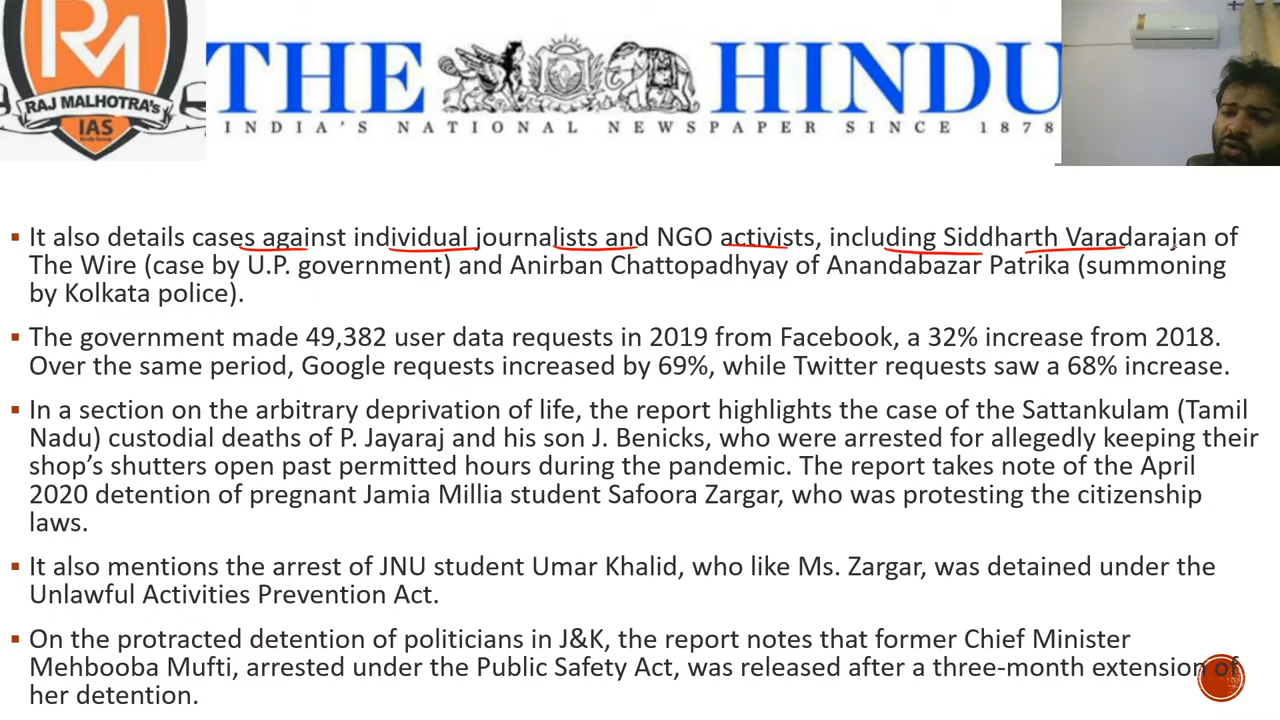 RM
RAJ MALHOTRA's
IAS
Study Group
THE HINDU
INDIA'S NATIONAL NEWSPAPER SINCE 1878
It also details cases against individual journalists and NGO activists, including Siddharth Varadarajan of
The Wire (case by U.P. government) and Anirban Chattopadhyay of Anandabazar Patrika (summoning
by Kolkata police).
The government made 49,382 user data requests in 2019 from Facebook, a 32% increase from 2018.
Over the same period, Google requests increased by 69%, while Twitter requests saw a 68% increase.
In a section on the arbitrary deprivation of life, the report highlights the case of the Sattankulam (Tamil
Nadu) custodial deaths of P. Jayaraj and his son J. Benicks, who were arrested for allegedly keeping their
shop's shutters open past permitted hours during the pandemic. The report takes note of the April
2020 detention of pregnant Jamia Millia student Safoora Zargar, who was protesting the citizenship
laws.
It also mentions the arrest of JNU student Umar Khalid, who like Ms. Zargar, was detained under the
Unlawful Activities Prevention Act.
On the protracted detention of politicians in J&K, the report notes that former Chief Minister
Mehbooba Mufti, arrested under the Public Safety Act, was released after a three-month extension of
her detention.